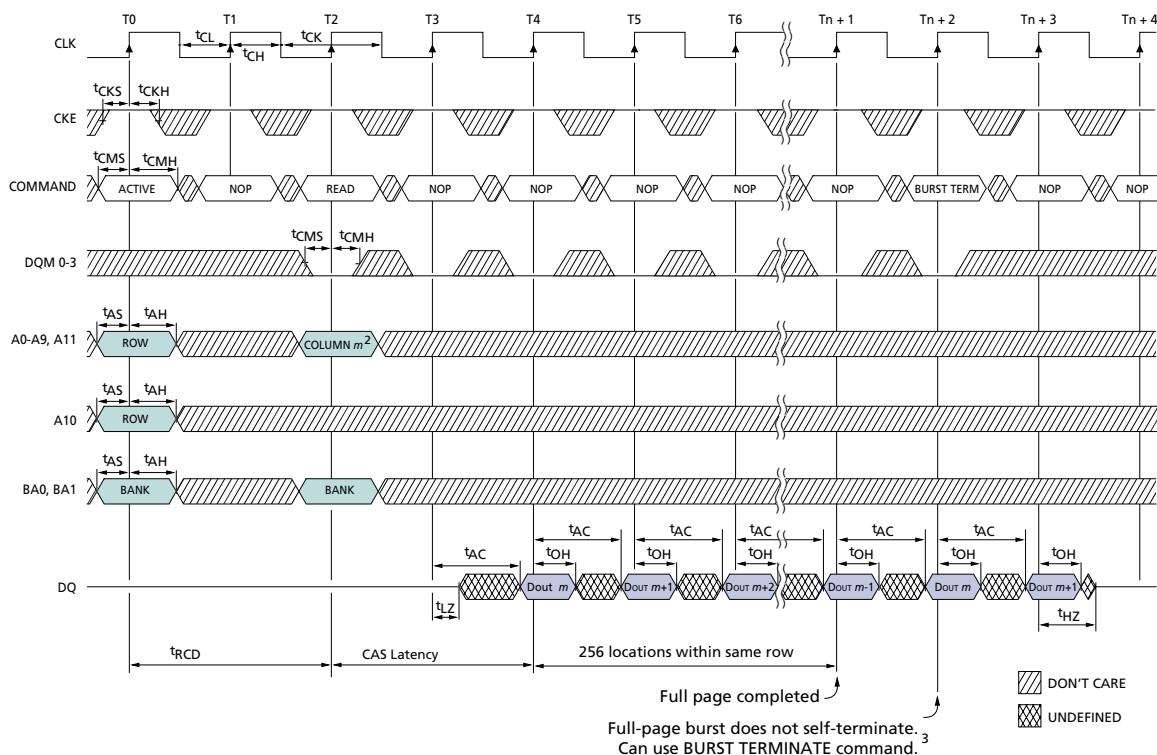 T0 T1 T2 T3 T4 T5 T6 Tn + 1 Tn + 2 Tn + 3 Tn + 4
CLK tCL tCH tCK
tCKS tCKH
CKE
tCMS tCMH
COMMAND ACTIVE NOP READ NOP NOP NOP NOP NOP BURST TERM NOP NOP
tCMS tCMH
DQM 0-3
tAS tAH
A0-A9, A11 ROW COLUMN m2
tAS tAH
A10 ROW
tAS tAH
BA0, BA1 BANK BANK
tAC tAC tAC tAC tAC tAC
tOH tOH tOH tOH tOH tOH
DQ Dout m DOUT m+1 DOUT m+2 DOUT m-1 DOUT m DOUT m+1
tLZ tHZ
tRCD CAS Latency 256 locations within same row
Full page completed
Full-page burst does not self-terminate. 3
Can use BURST TERMINATE command.
DON'T CARE
UNDEFINED